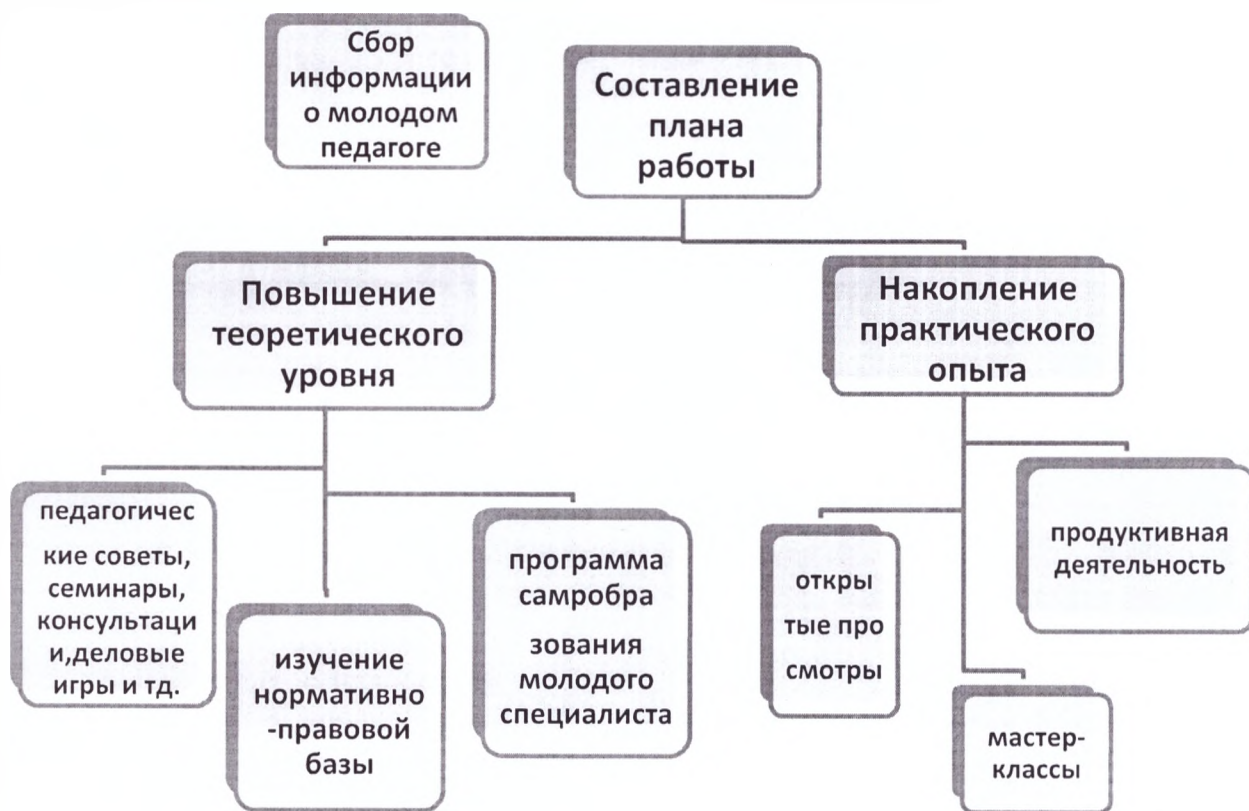 Сбор
информации
о молодом
педагоге
Составление
плана
работы
Повышение
теоретического
уровня
Накопление
практического
опыта
педагогичес
кие советы,
семинары,
консультаци
и,деловые
игры и тд.
изучение
нормативно
-правовой
базы
программа
самробра
зования
молодого
специалиста
откры
тые про
смотры
мастер-
классы
продуктивная
деятельность